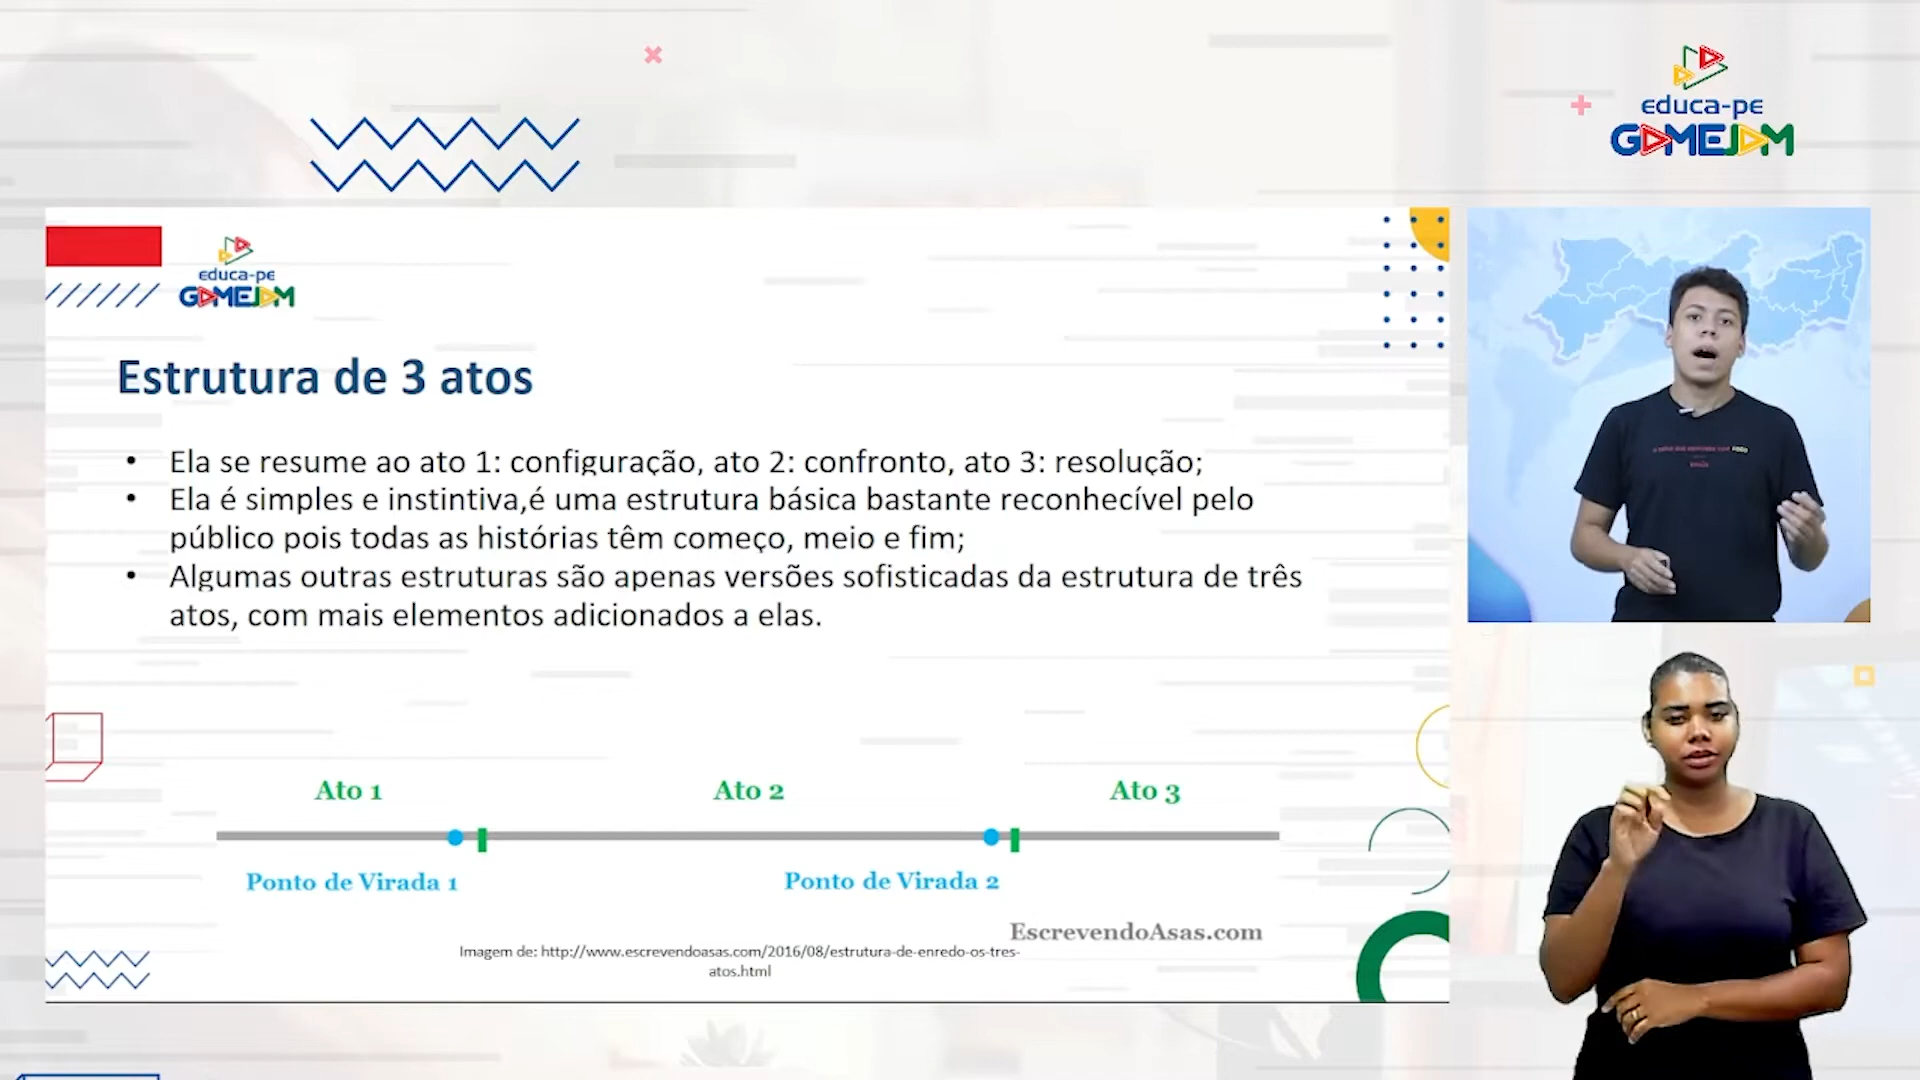 educa-pe
GAMEJAM
educa-pe
GAMEJAM
Estrutura de 3 atos
• Ela se resume ao ato 1: configuração, ato 2: confronto, ato 3: resolução;
• Ela é simples e instintiva,é uma estrutura básica bastante reconhecível pelo
público pois todas as histórias têm começo, meio e fim;
• Algumas outras estruturas são apenas versões sofisticadas da estrutura de três
atos, com mais elementos adicionados a elas.
Ato 1 Ato 2 Ato 3
Ponto de Virada 1 Ponto de Virada 2
EscrevendoAsas.com
Imagem de: http://www.escrevendoasas.com/2016/08/estrutura-de-enredo-os-tres-
atos.html